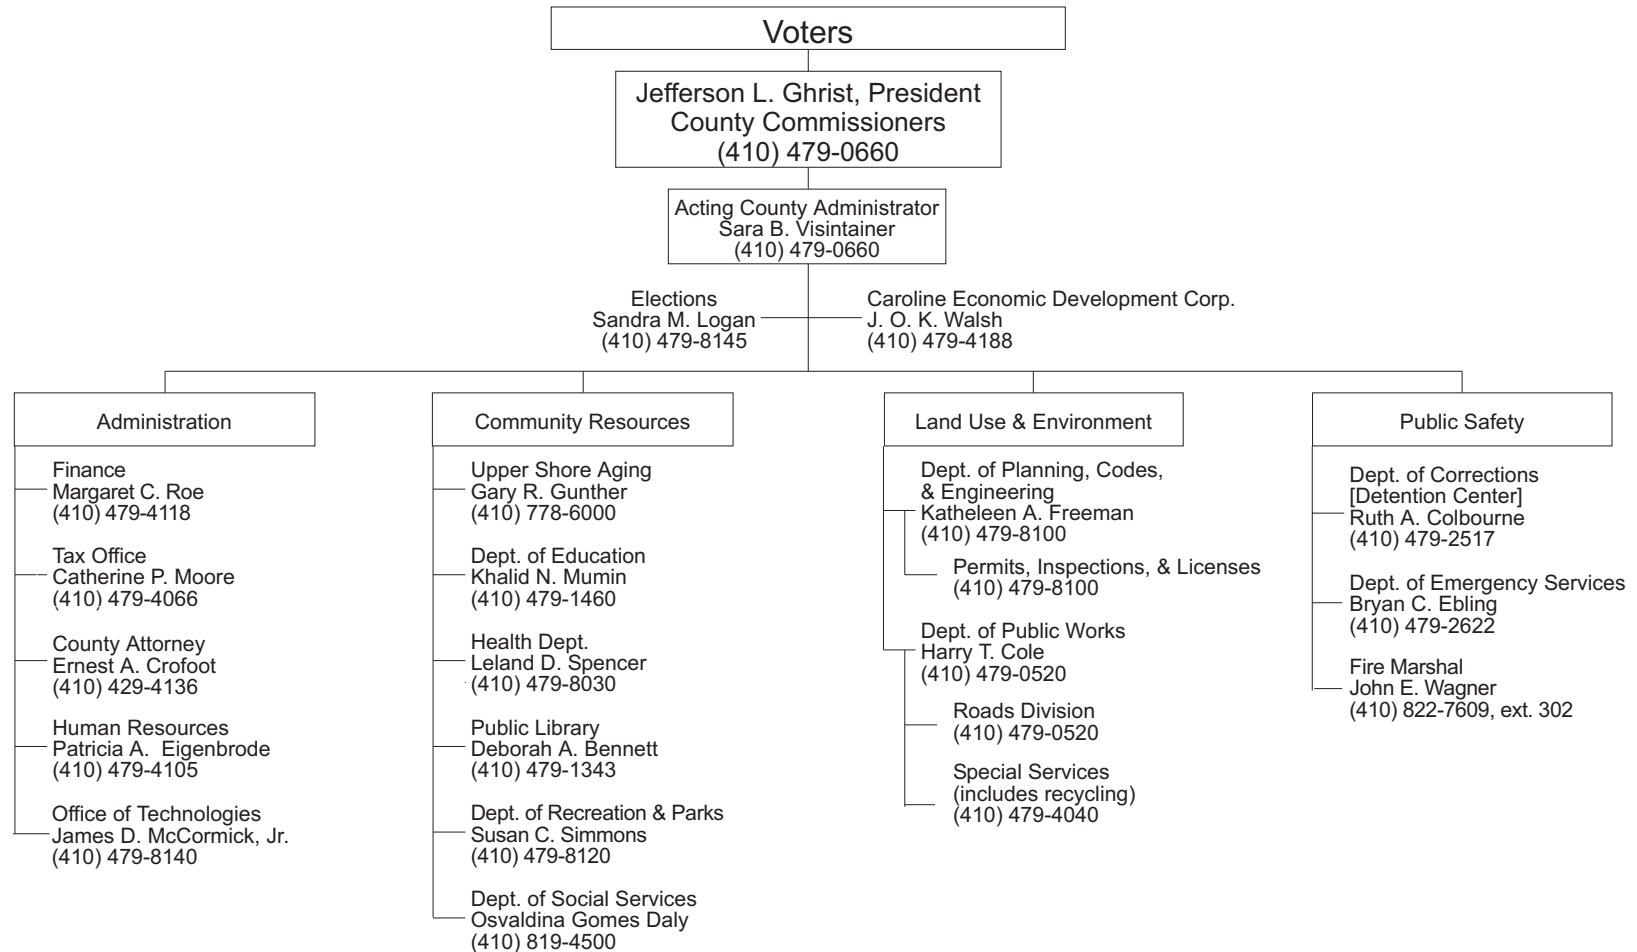 Voters
Jefferson L. Ghrist, President
County Commissioners
(410) 479-0660
Acting County Administrator
Sara B. Visintainer
(410) 479-0660
Elections
Sandra M. Logan
(410) 479-8145
Caroline Economic Development Corp.
J. O. K. Walsh
(410) 479-4188
Administration
Finance
Margaret C. Roe
(410) 479-4118
Tax Office
Catherine P. Moore
(410) 479-4066
County Attorney
Ernest A. Crofoot
(410) 429-4136
Human Resources
Patricia A. Eigenbrode
(410) 479-4105
Office of Technologies
James D. McCormick, Jr.
(410) 479-8140
Community Resources
Upper Shore Aging
Gary R. Gunther
(410) 778-6000
Dept. of Education
Khalid N. Mumin
(410) 479-1460
Health Dept.
Leland D. Spencer
(410) 479-8030
Public Library
Deborah A. Bennett
(410) 479-1343
Dept. of Recreation & Parks
Susan C. Simmons
(410) 479-8120
Dept. of Social Services
Osvaldina Gomes Daly
(410) 819-4500
Land Use & Environment
Dept. of Planning, Codes,
& Engineering
Katheleen A. Freeman
(410) 479-8100
Permits, Inspections, & Licenses
(410) 479-8100
Dept. of Public Works
Harry T. Cole
(410) 479-0520
Roads Division
(410) 479-0520
Special Services
(includes recycling)
(410) 479-4040
Public Safety
Dept. of Corrections
[Detention Center]
Ruth A. Colbourne
(410) 479-2517
Dept. of Emergency Services
Bryan C. Ebling
(410) 479-2622
Fire Marshal
John E. Wagner
(410) 822-7609, ext. 302